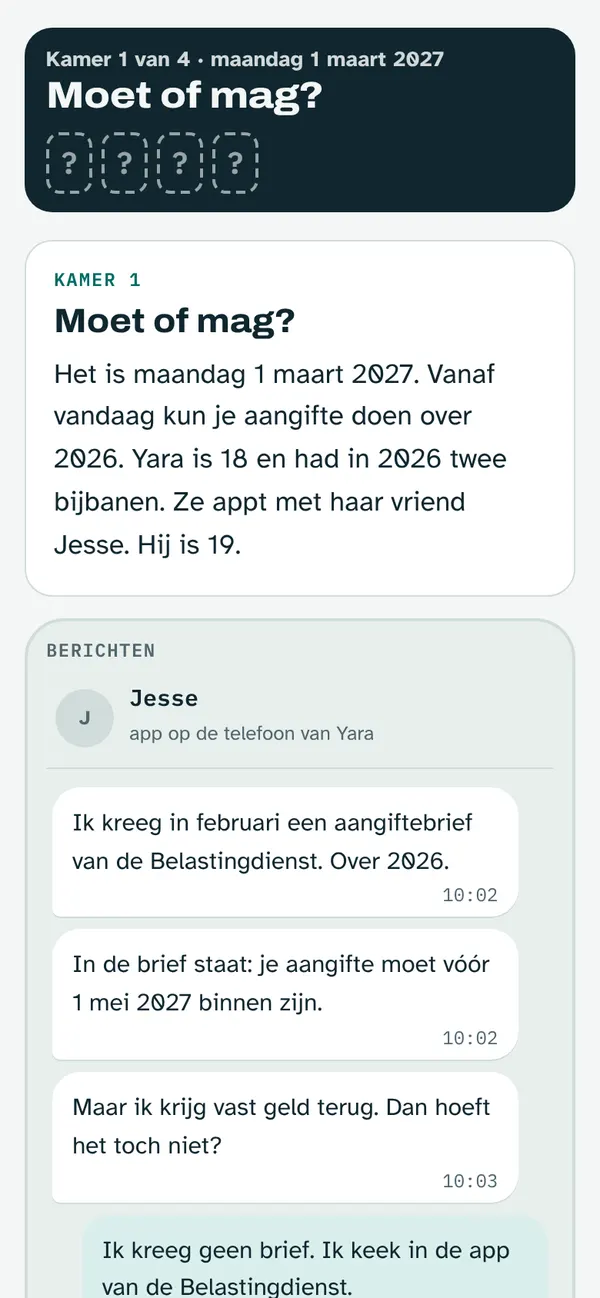 Kamer 1 van 4 · maandag 1 maart 2027
Moet of mag?
? ? ? ?
KAMER 1
Moet of mag?
Het is maandag 1 maart 2027. Vanaf
vandaag kun je aangifte doen over
2026. Yara is 18 en had in 2026 twee
bijbanen. Ze appt met haar vriend
Jesse. Hij is 19.
BERICHTEN
J
Jesse
app op de telefoon van Yara
Ik kreeg in februari een aangiftebrief
van de Belastingdienst. Over 2026.
10:02
In de brief staat: je aangifte moet vóór
1 mei 2027 binnen zijn.
10:02
Maar ik krijg vast geld terug. Dan hoeft
het toch niet?
10:03
Ik kreeg geen brief. Ik keek in de app
van de Belastingdienst.